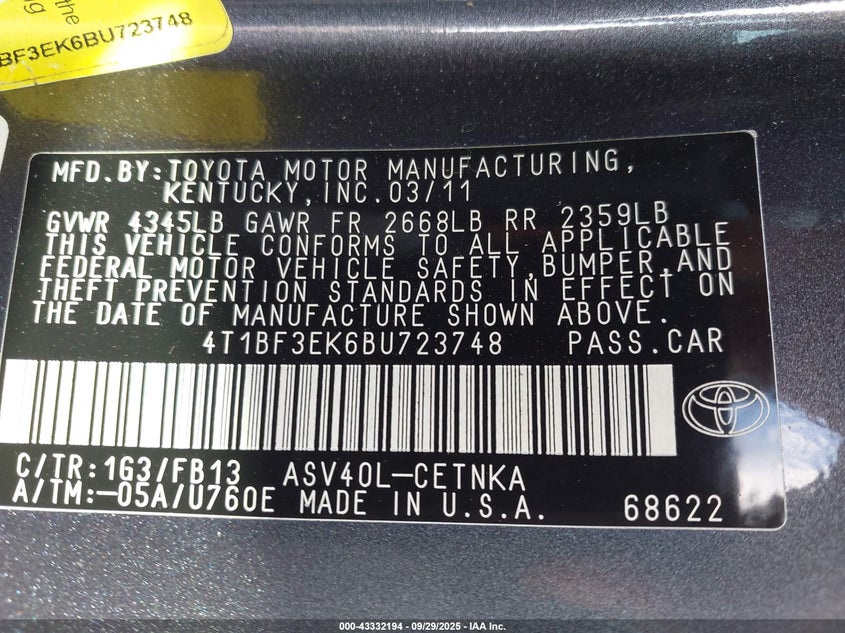 the
BF3EK6BU723748
MFD.BY:TOYOTA MOTOR MANUFACTURING,
KENTUCKY,INC.03/11
GVWR 4345LB GAWR FR 2668LB RR 2359LB
THIS VEHICLE CONFORMS TO ALL APPLICABLE
FEDERAL MOTOR VEHICLE SAFETY,BUMPER,AND
THEFT PREVENTION STANDARDS IN EFFECT ON
THE DATE OF MANUFACTURE SHOWN ABOVE.
4T1BF3EK6BU723748 PASS.CAR
C/TR:1G3/FB13 ASV40L-CETNKA
A/TM:-05A/U760E MADE IN U.S.A. 68622
000-43332194 - 09/29/2025 - IAA Inc.